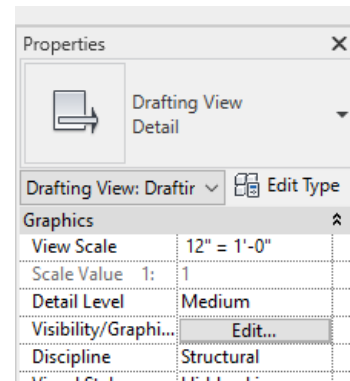 Properties
Drafting View
Detail
Drafting View: Draftir
Edit Type
Graphics
View Scale 12" = 1'-0"
Scale Value 1: 1
Detail Level Medium
Visibility/Graphi... Edit...
Discipline Structural